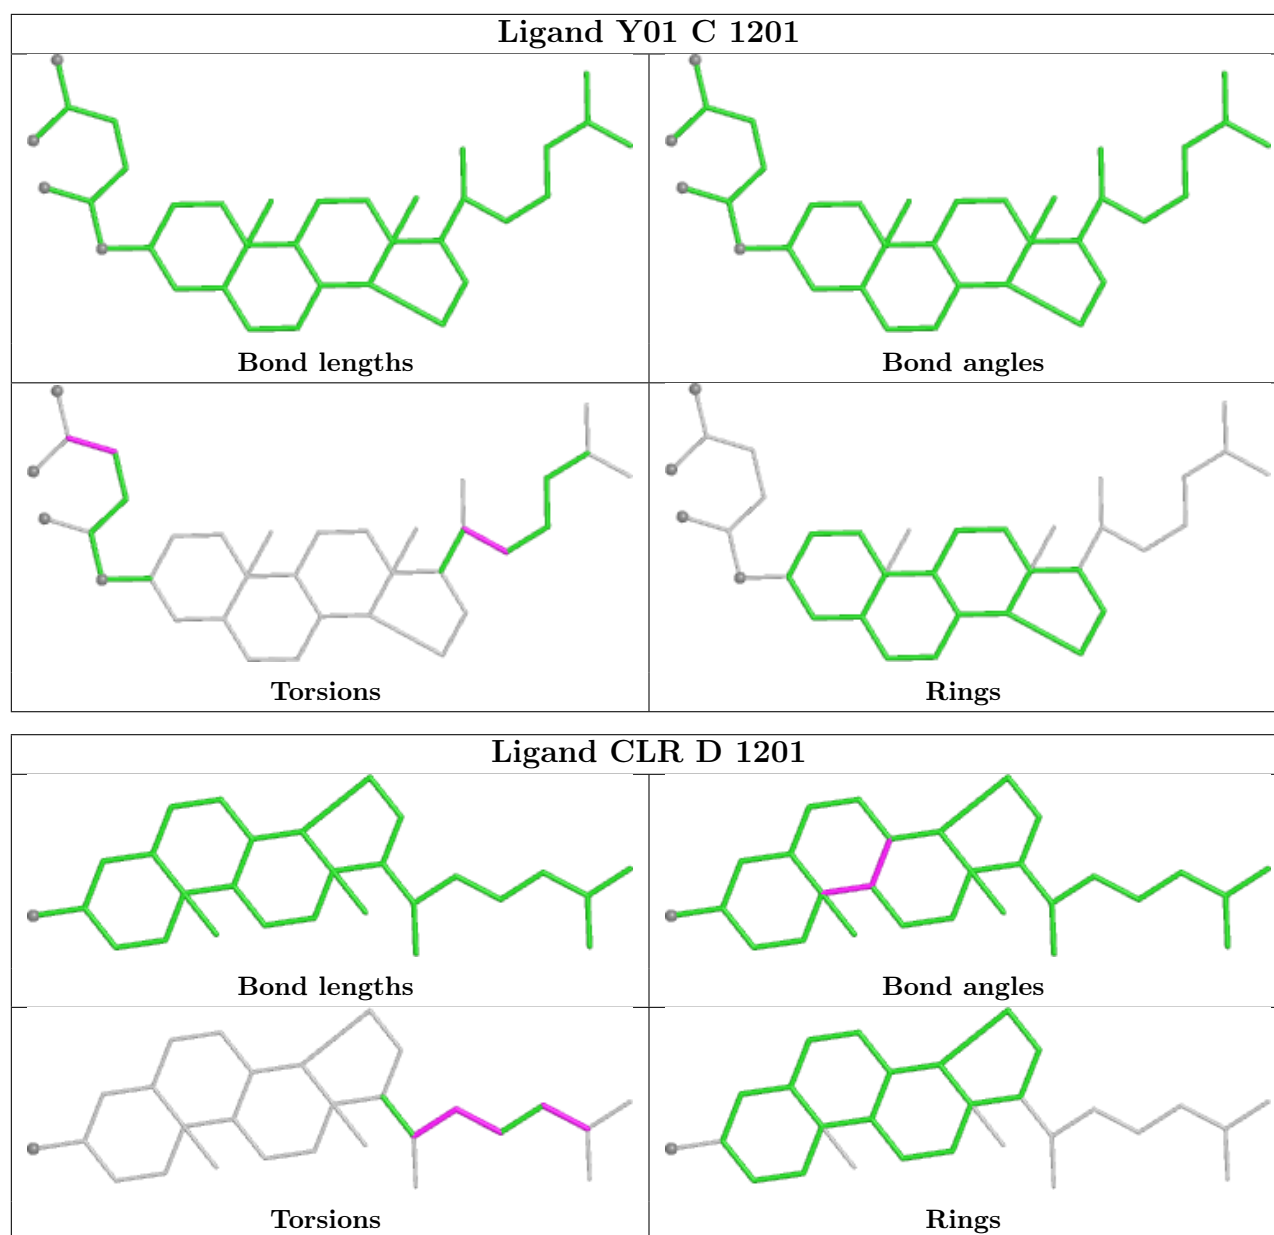 Ligand Y01 C 1201
Bond lengths
Bond angles
Torsions
Rings
Ligand CLR D 1201
Bond lengths
Bond angles
Torsions
Rings